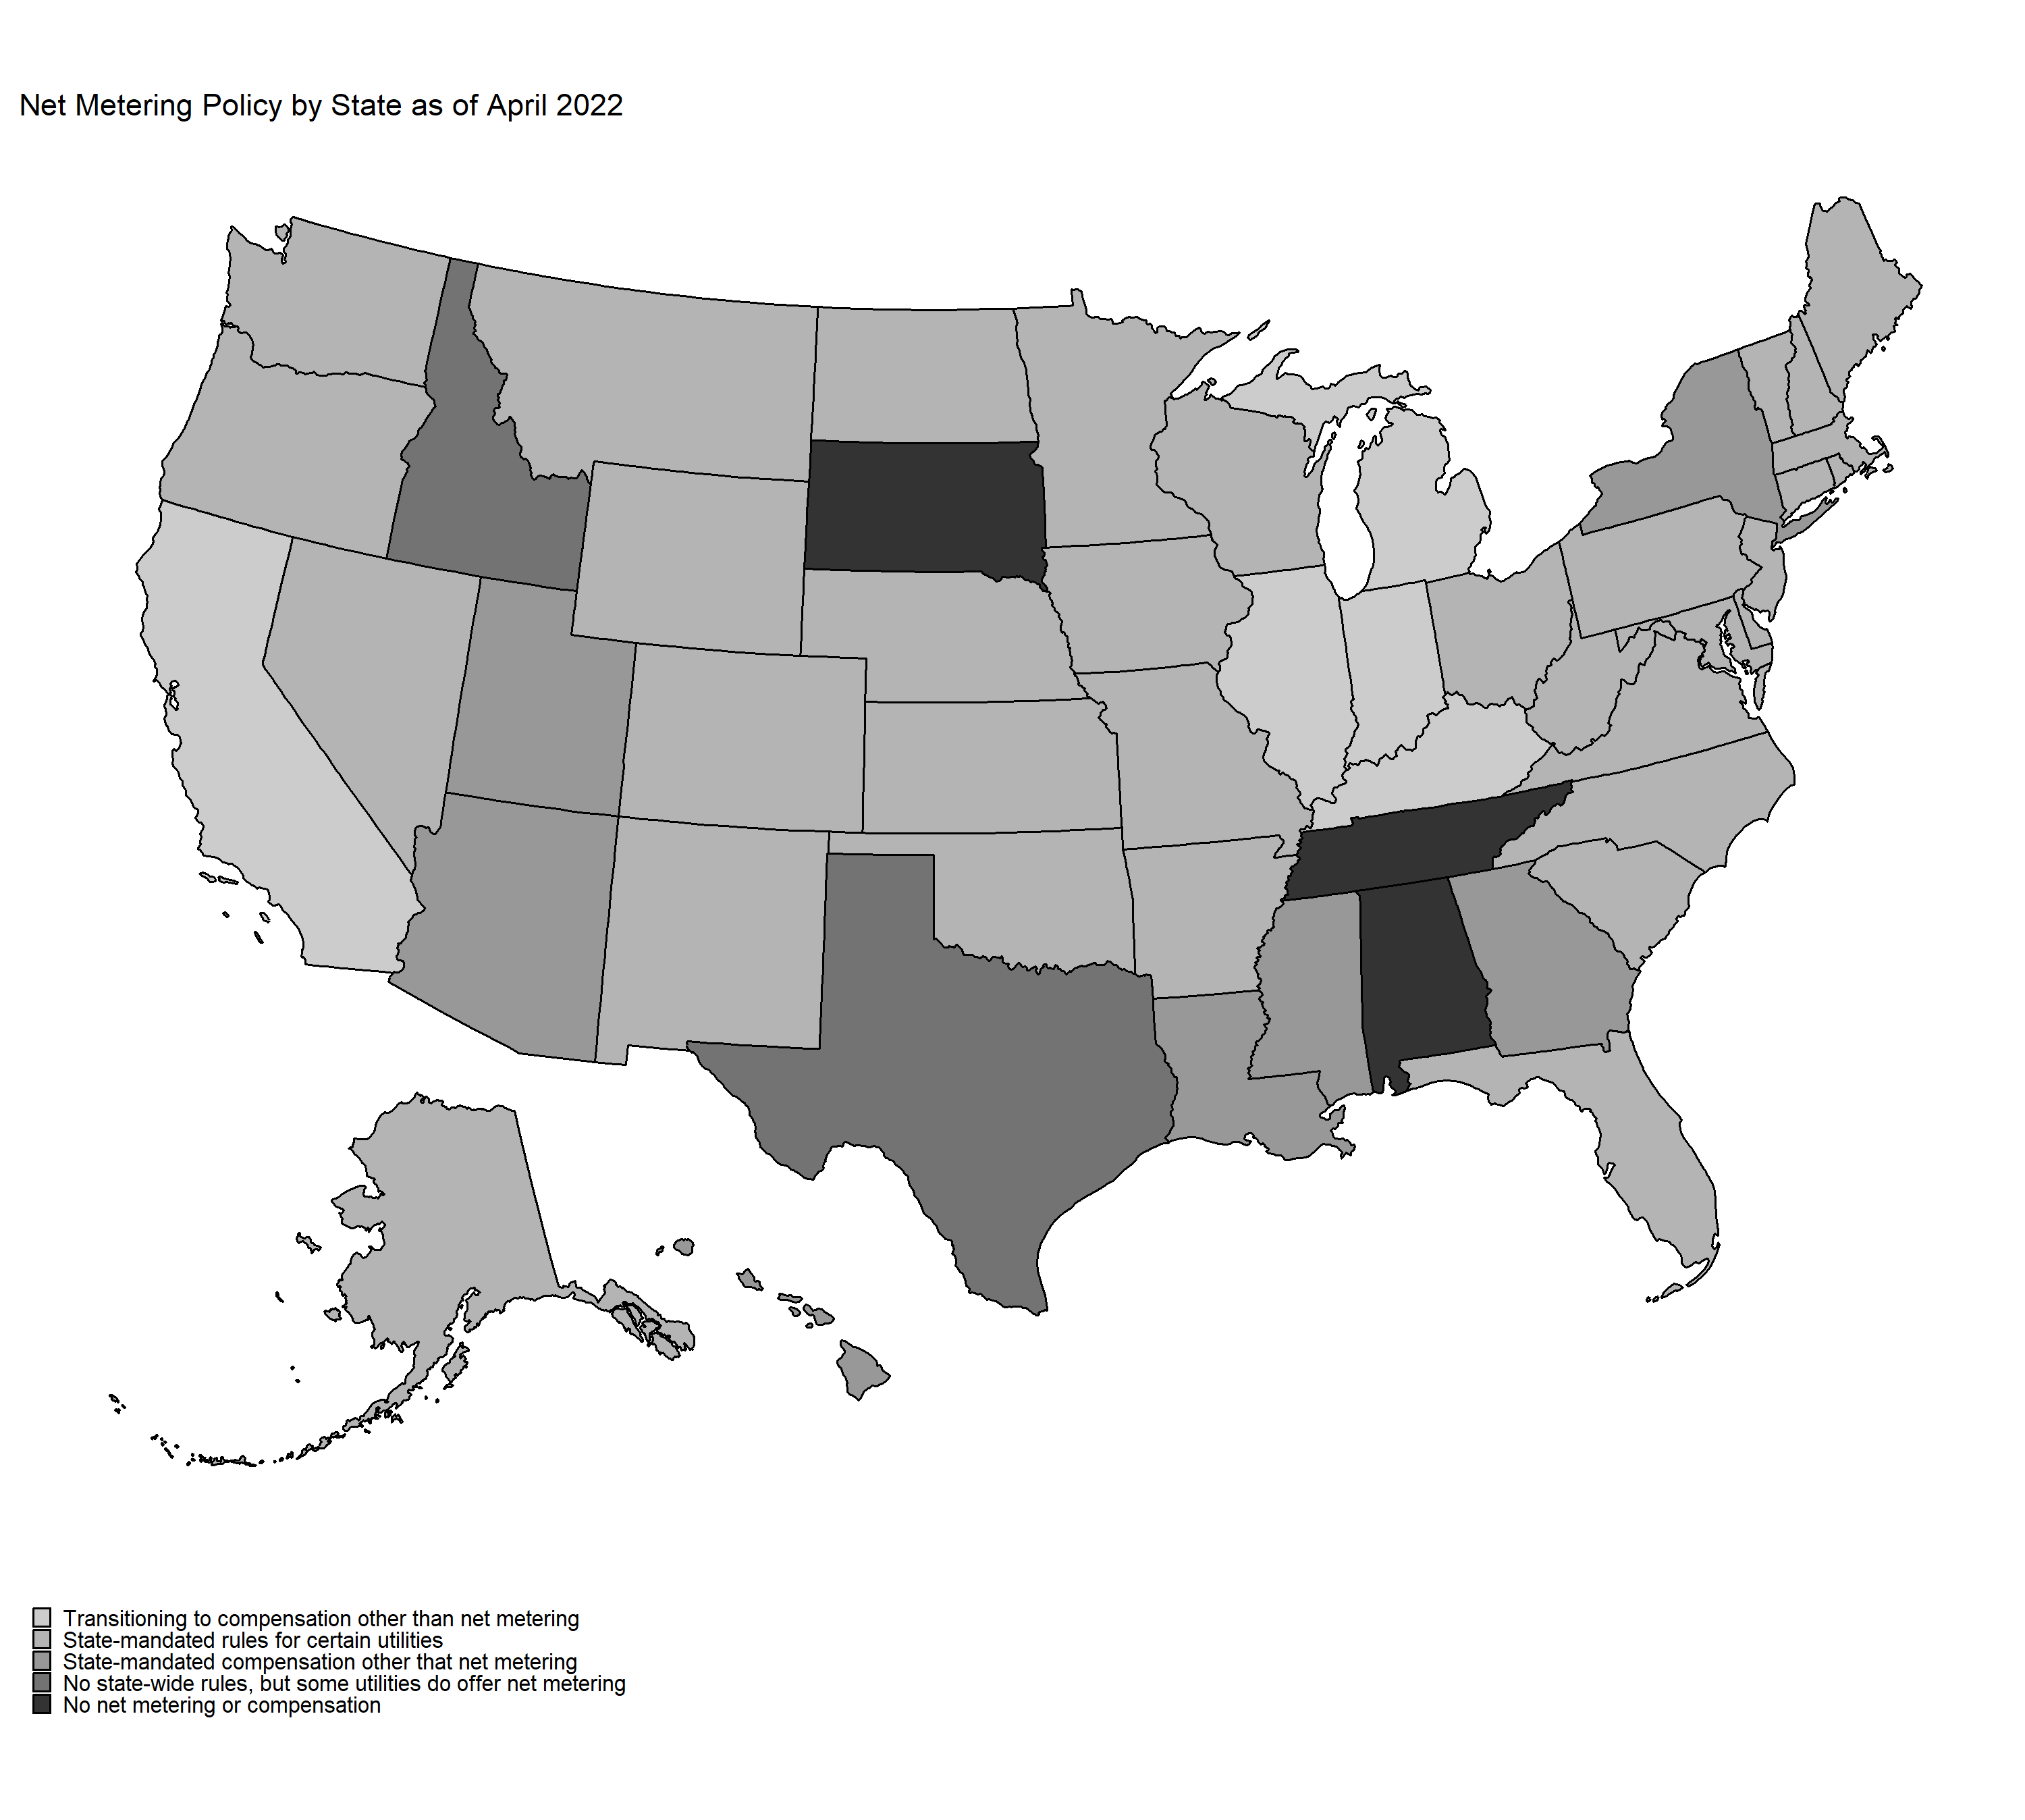 Net Metering Policy by State as of April 2022
Transitioning to compensation other than net metering
State-mandated rules for certain utilities
State-mandated compensation other that net metering
No state-wide rules, but some utilities do offer net metering
No net metering or compensation